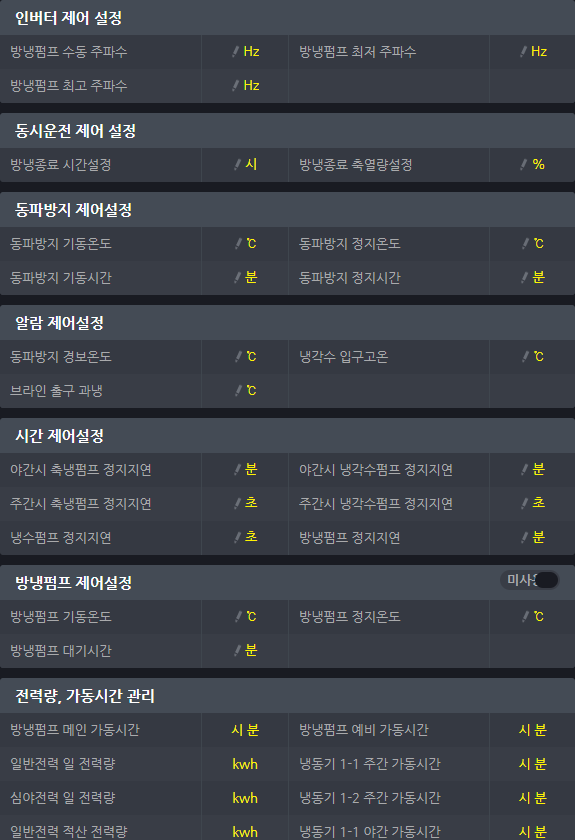 인버터 제어 설정
방냉펌프 수동 주파수 Hz 방냉펌프 최저 주파수 Hz
방냉펌프 최고 주파수 Hz
동시운전 제어 설정
방냉종료 시간설정 시 방냉종료 축열량설정 %
동파방지 제어설정
동파방지 기동온도 ℃ 동파방지 정지온도 ℃
동파방지 기동시간 분 동파방지 정지시간 분
알람 제어설정
동파방지 경보온도 ℃ 냉각수 입구고온 ℃
브라인 출구 과냉 ℃
시간 제어설정
야간시 축냉펌프 정지지연 분 야간시 냉각수펌프 정지지연 분
주간시 축냉펌프 정지지연 초 주간시 냉각수펌프 정지지연 초
냉수펌프 정지지연 초 방냉펌프 정지지연 분
방냉펌프 제어설정 미사
방냉펌프 기동온도 ℃ 방냉펌프 정지온도 ℃
방냉펌프 대기시간 분
전력량, 가동시간 관리
방냉펌프 메인 가동시간 시 분 방냉펌프 예비 가동시간 시 분
일반전력 일 전력량 kwh 냉동기 1-1 주간 가동시간 시 분
심야전력 일 전력량 kwh 냉동기 1-2 주간 가동시간 시 분
일반전력 적산 전력량 kwh 냉동기 1-1 야간 가동시간 시 분